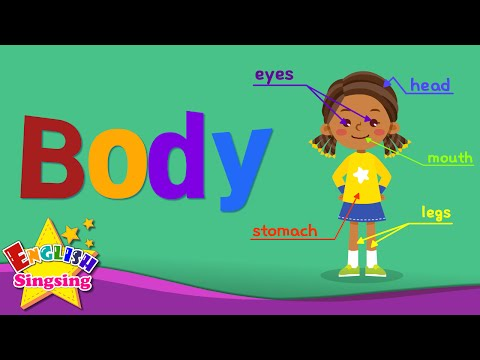 Body
eyes
head
mouth
stomach
legs
ENGLISH
Singsing